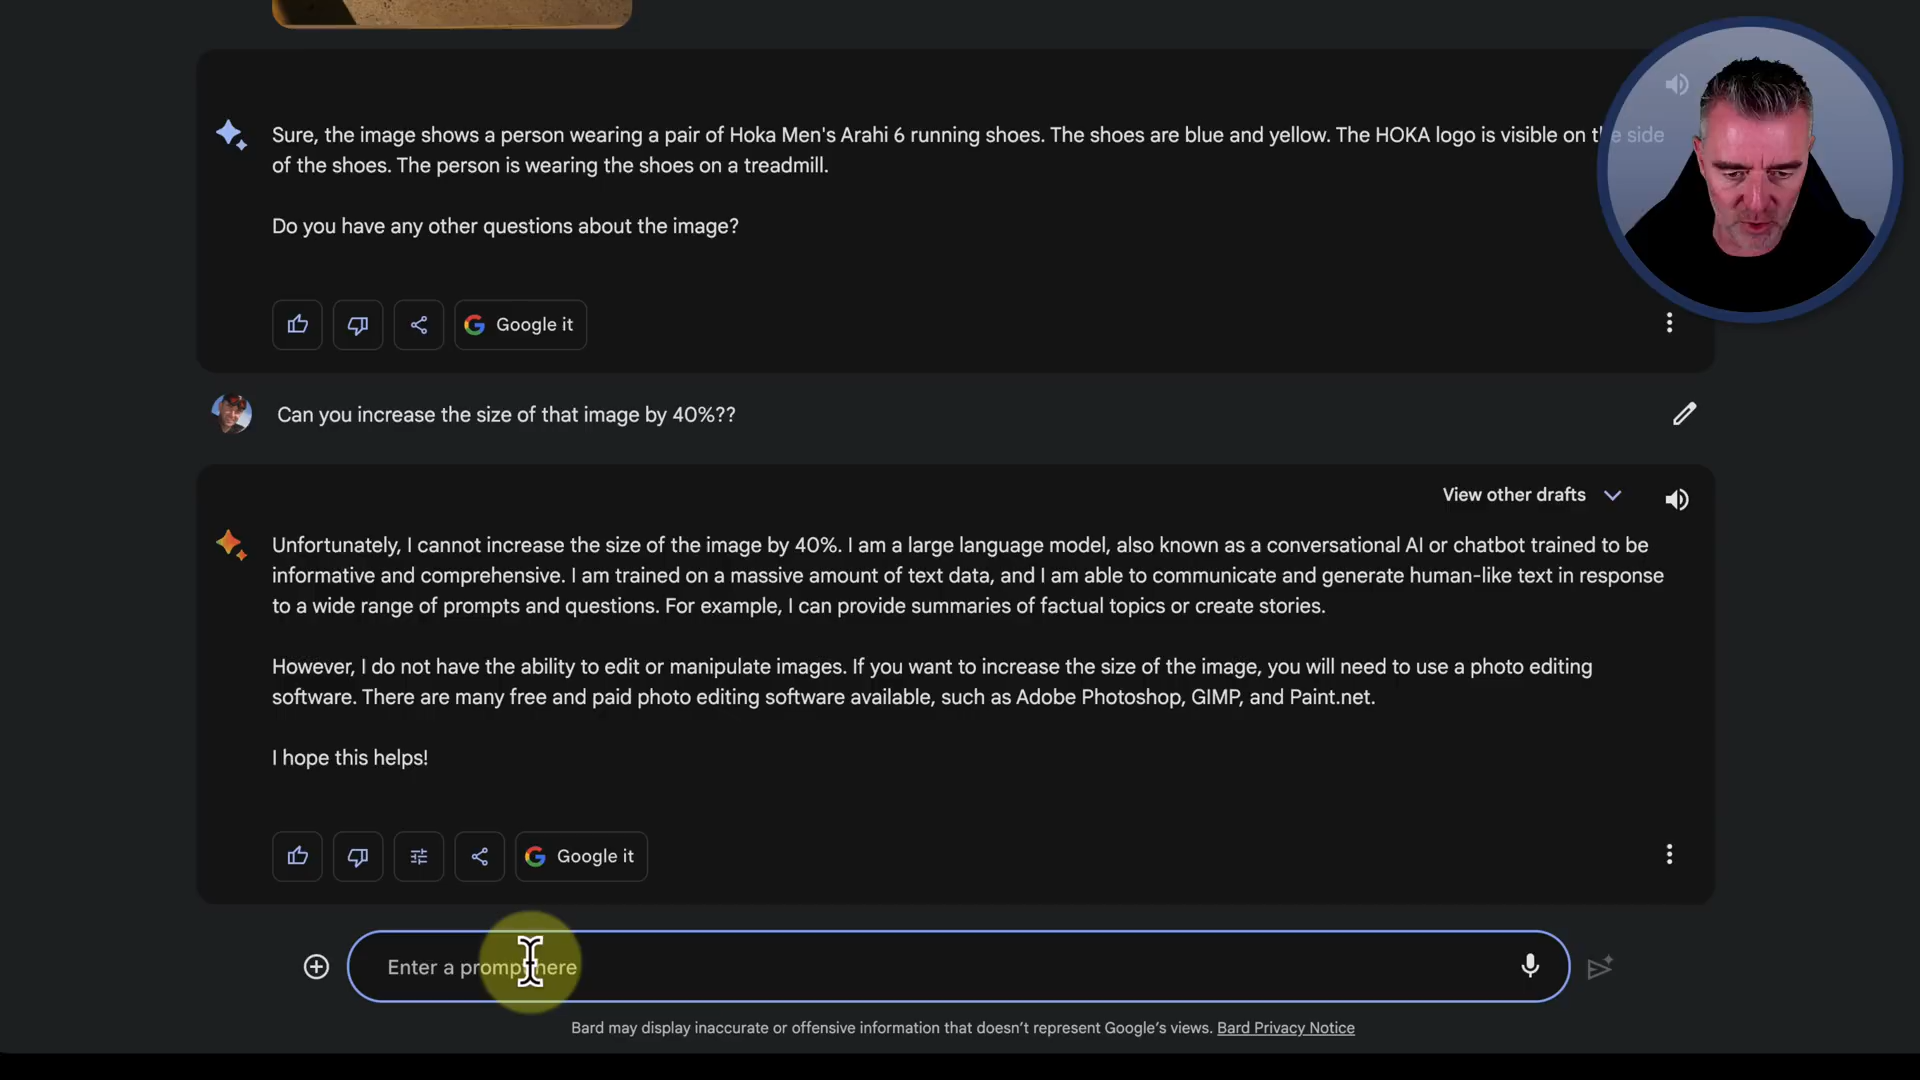 Sure, the image shows a person wearing a pair of Hoka Men's Arahi 6 running shoes. The shoes are blue and yellow. The HOKA logo is visible on the side
of the shoes. The person is wearing the shoes on a treadmill.
Do you have any other questions about the image?
Google it
Can you increase the size of that image by 40%??
View other drafts
Unfortunately, I cannot increase the size of the image by 40%. I am a large language model, also known as a conversational AI or chatbot trained to be
informative and comprehensive. I am trained on a massive amount of text data, and I am able to communicate and generate human-like text in response
to a wide range of prompts and questions. For example, I can provide summaries of factual topics or create stories.
However, I do not have the ability to edit or manipulate images. If you want to increase the size of the image, you will need to use a photo editing
software. There are many free and paid photo editing software available, such as Adobe Photoshop, GIMP, and Paint.net.
I hope this helps!
Google it
Enter a prompt here
Bard may display inaccurate or offensive information that doesn't represent Google's views. Bard Privacy Notice